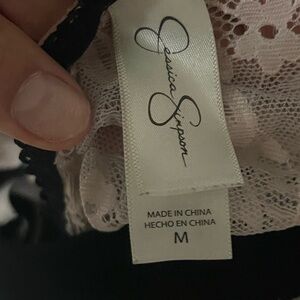 Jessica Simpson
MADE IN CHINA
HECHO EN CHINA
M